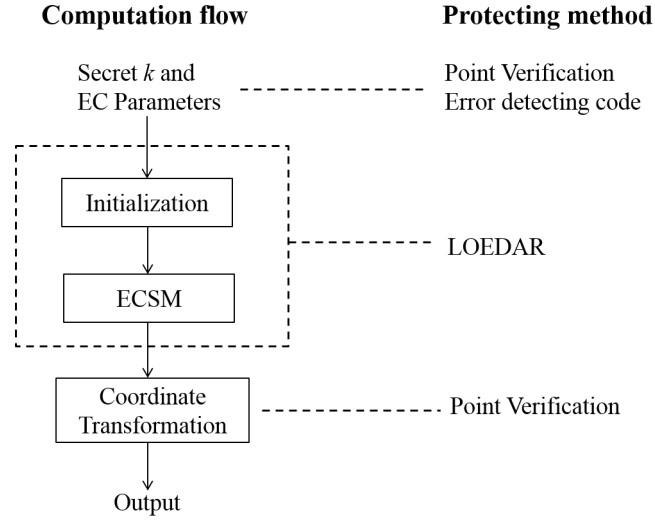 Computation flow
Protecting method
Secret k and
EC Parameters
Point Verification
Error detecting code
Initialization
LOEDAR
ECSM
Coordinate
Transformation
Point Verification
Output